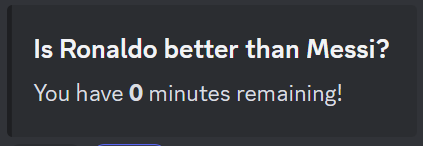 Is Ronaldo better than Messi?
You have 0 minutes remaining!